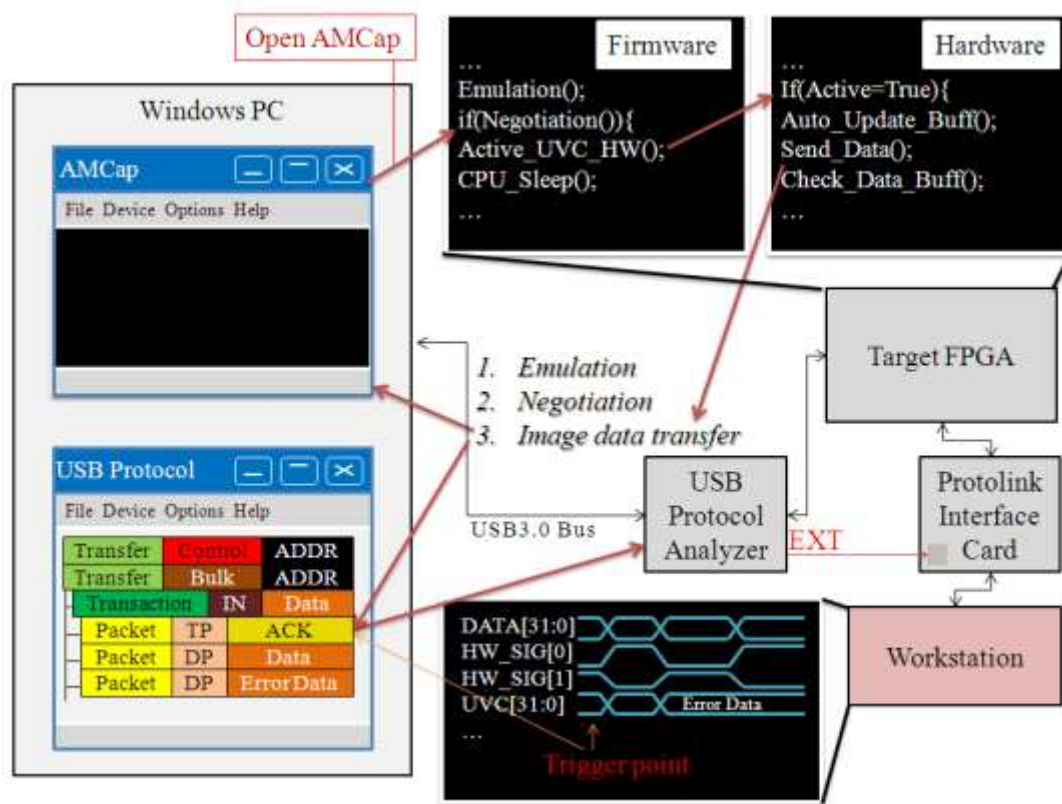 Open AMCap
Firmware
...
Emulation();
if(Negotiation()){
Active_UVC_HW();
CPU_Sleep();
...
Hardware
...
If(Active=True){
Auto_Update_Buff();
Send_Data();
Check_Data_Buff();
...
Windows PC
AMCap
File Device Options Help
1. Emulation
2. Negotiation
3. Image data transfer
Target FPGA
USB Protocol
File Device Options Help
Transfer Control ADDR
Transfer Bulk ADDR
Transaction IN Data
Packet TP ACK
Packet DP Data
Packet DP Error Data
USB3.0 Bus
USB
Protocol
Analyzer
EXT
Protolink
Interface
Card
DATA[31:0]
HW_SIG[0]
HW_SIG[1]
UVC[31:0] Error Data
...
Trigger point
Workstation